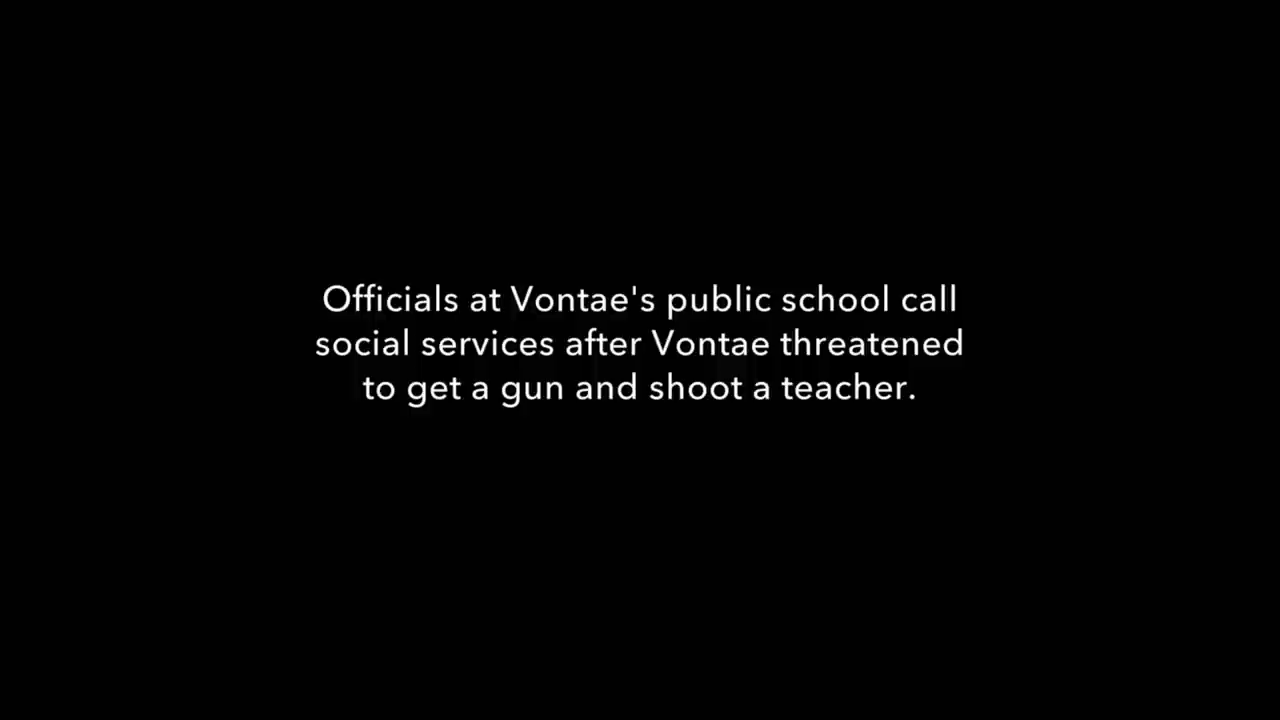 Officials at Vontae's public school call
social services after Vontae threatened
to get a gun and shoot a teacher.